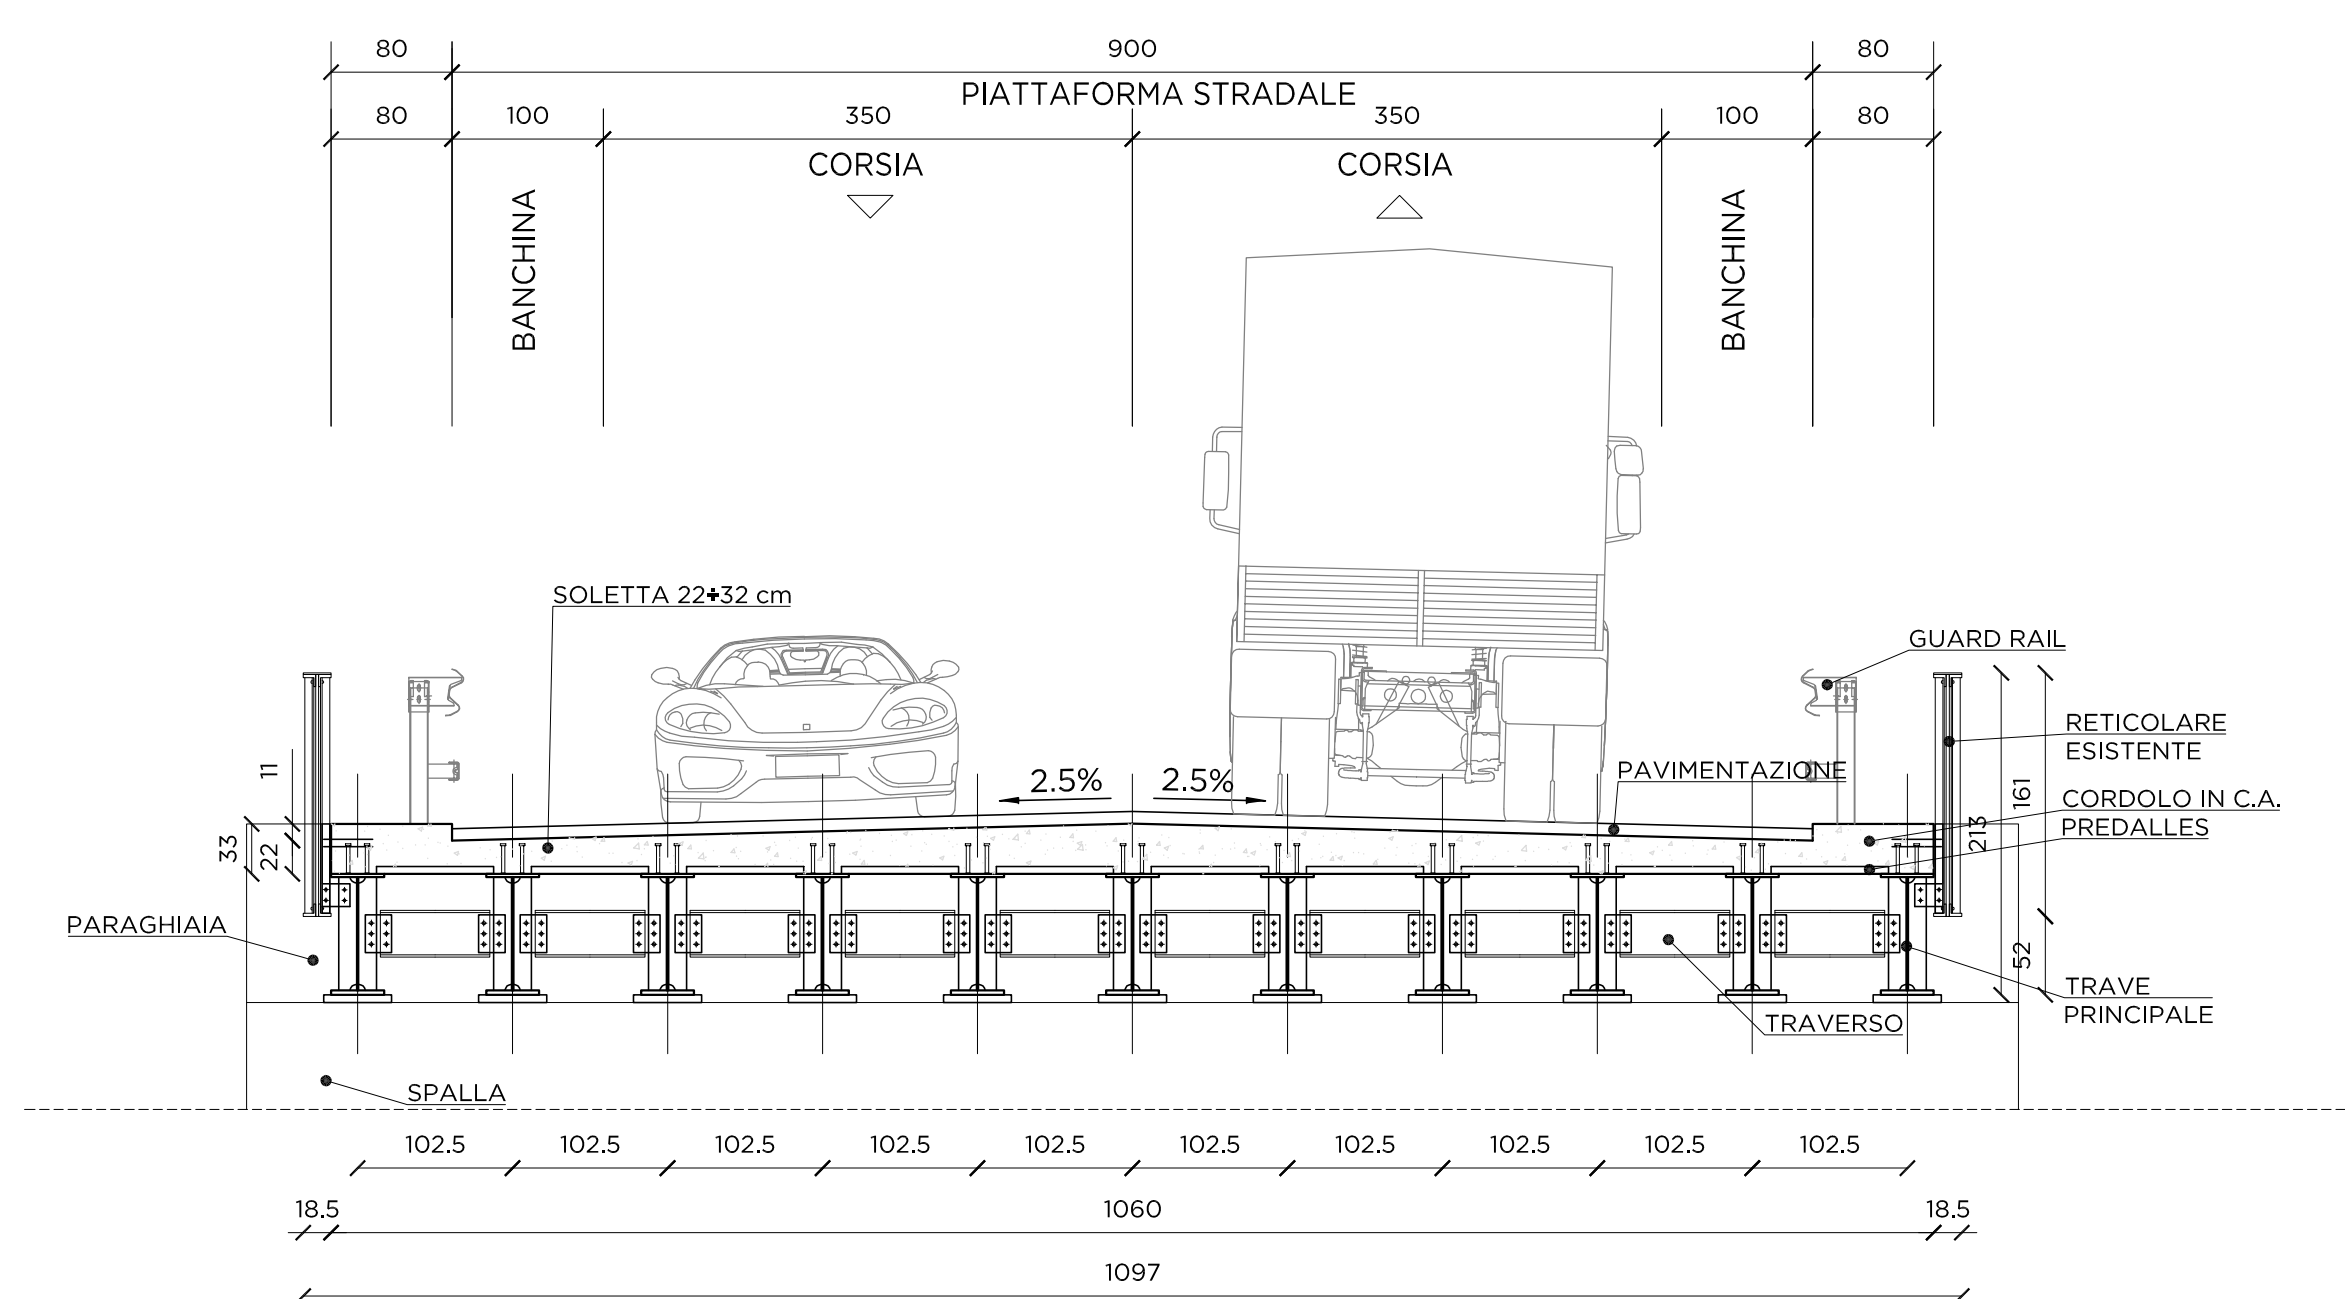 80 900 80
PIATTAFORMA STRADALE
80 100 350 350 100 80
CORSIA CORSIA
BANCHINA BANCHINA
SOLETTA 22÷32 cm
GUARD RAIL
RETICOLARE
ESISTENTE
11
2.5% 2.5%
PAVIMENTAZIONE
161
CORDOLO IN C.A.
PREDALLES
33
22
213
PARAGHIAIA
52
TRAVE
PRINCIPALE
TRAVERSO
SPALLA
102.5 102.5 102.5 102.5 102.5 102.5 102.5 102.5 102.5 102.5
18.5 1060 18.5
1097